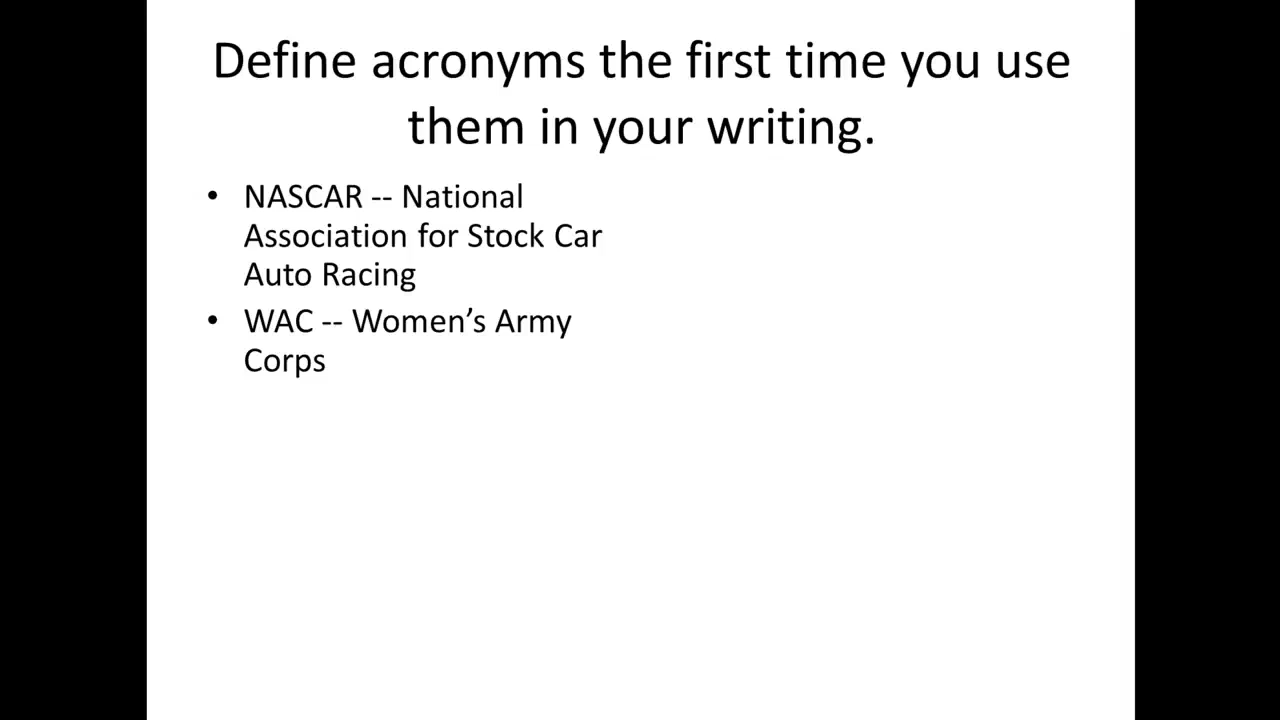 Define acronyms the first time you use
them in your writing.
• NASCAR -- National
Association for Stock Car
Auto Racing
• WAC -- Women’s Army
Corps